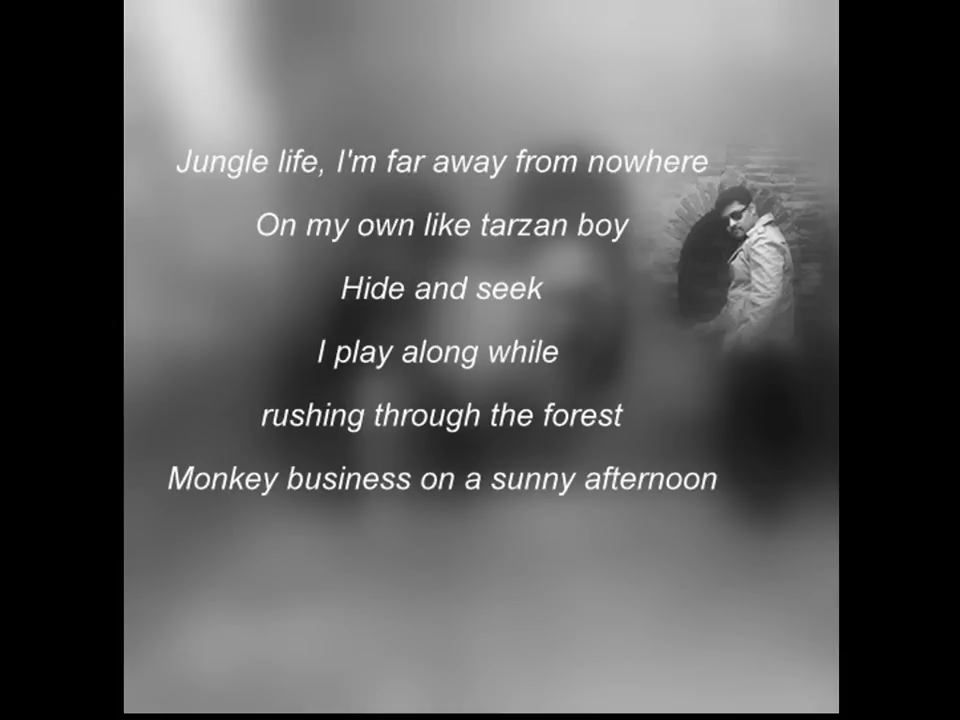 Jungle life, I'm far away from nowhere
On my own like tarzan boy
Hide and seek
I play along while
rushing through the forest
Monkey business on a sunny afternoon